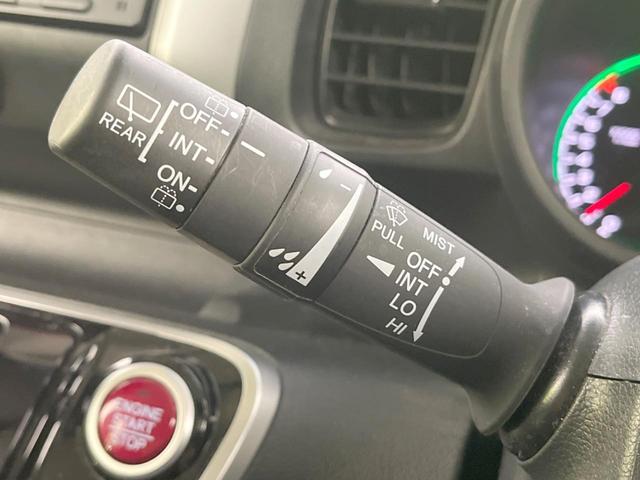 REAR
OFF
INT
ON
- 
+
PULL
MIST
OFF
INT
LO
HI
ENGINE
START
STOP